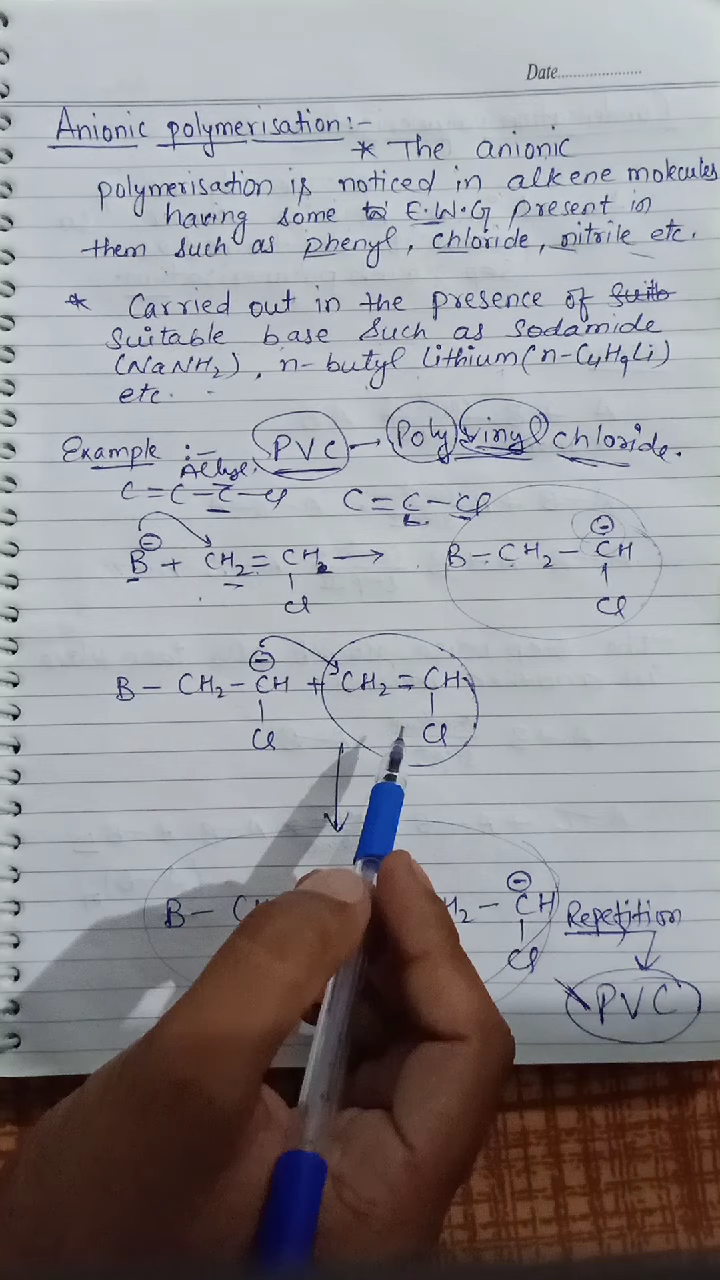 Date.....................
Anionic polymerisation:-
* The anionic
polymerisation is noticed in alkene molecules
having some E.W.G present in
them such as phenyl, chloride, nitrile etc.
* Carried out in the presence of
Suitable base such as Sodamide
(NaNH₂), n-butyl lithium (n-C₄H₉Li)
etc.
Example :- PVC → Poly vinyl chloride.
Allyl
C=C-C-Cl C=C-Cl
B⊖ + CH₂=CH → B-CH₂-CH⊖
Cl Cl
B-CH₂-CH⊖ + CH₂=CH
Cl Cl
B- H₂-CH⊖ Repetition
Cl
PVC